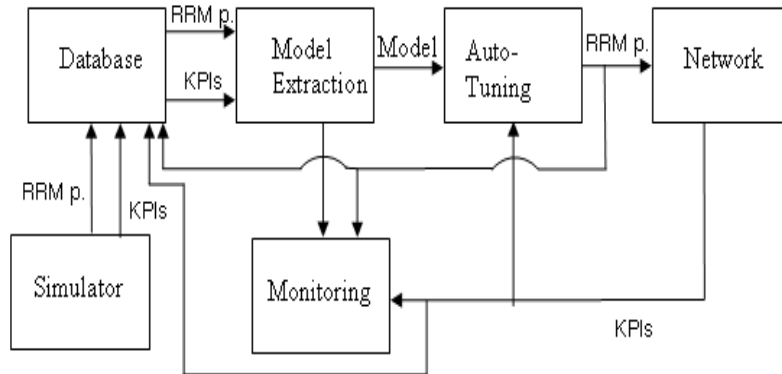 RRM p.
Database
KPIs
Model
Extraction
Model
Auto-
Tuning
RRM p.
Network
RRM p.
KPIs
Simulator
Monitoring
KPIs